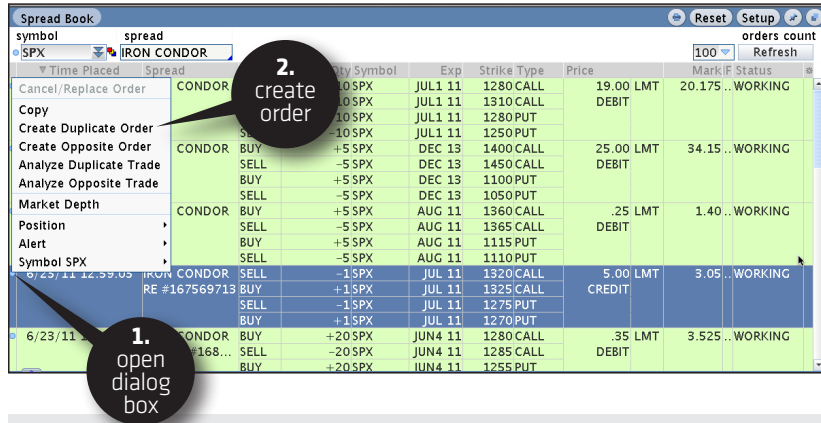 Spread Book Reset Setup
symbol spread orders count
SPX IRON CONDOR 100 Refresh
Time Placed Spread Qty Symbol Exp Strike Type Price Mark F Status
Cancel/Replace Order
Copy
Create Duplicate Order
Create Opposite Order
Analyze Duplicate Trade
Analyze Opposite Trade
Market Depth
Position
Alert
Symbol SPX
2.
create
order
CONDOR 10 SPX JUL1 11 1280 CALL 19.00 LMT 20.175 .. WORKING
10 SPX JUL1 11 1310 CALL DEBIT
10 SPX JUL1 11 1280 PUT
-10 SPX JUL1 11 1250 PUT
CONDOR BUY +5 SPX DEC 13 1400 CALL 25.00 LMT 34.15 .. WORKING
SELL -5 SPX DEC 13 1450 CALL DEBIT
BUY +5 SPX DEC 13 1100 PUT
SELL -5 SPX DEC 13 1050 PUT
CONDOR BUY +5 SPX AUG 11 1360 CALL .25 LMT 1.40 .. WORKING
SELL -5 SPX AUG 11 1365 CALL DEBIT
BUY +5 SPX AUG 11 1115 PUT
SELL -5 SPX AUG 11 1110 PUT
6/23/11 12:59:05 IRON CONDOR SELL -1 SPX JUL 11 1320 CALL 5.00 LMT 3.05 .. WORKING
RE #167569713 BUY +1 SPX JUL 11 1325 CALL CREDIT
SELL -1 SPX JUL 11 1275 PUT
BUY +1 SPX JUL 11 1270 PUT
6/23/11 CONDOR BUY +20 SPX JUN4 11 1280 CALL .35 LMT 3.525 .. WORKING
#168... SELL -20 SPX JUN4 11 1285 CALL DEBIT
BUY +20 SPX JUN4 11 1255 PUT
1.
open
dialog
box